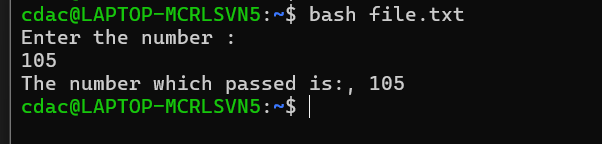 cdac@LAPTOP-MCRLSVN5:~$ bash file.txt
Enter the number :
105
The number which passed is:, 105
cdac@LAPTOP-MCRLSVN5:~$